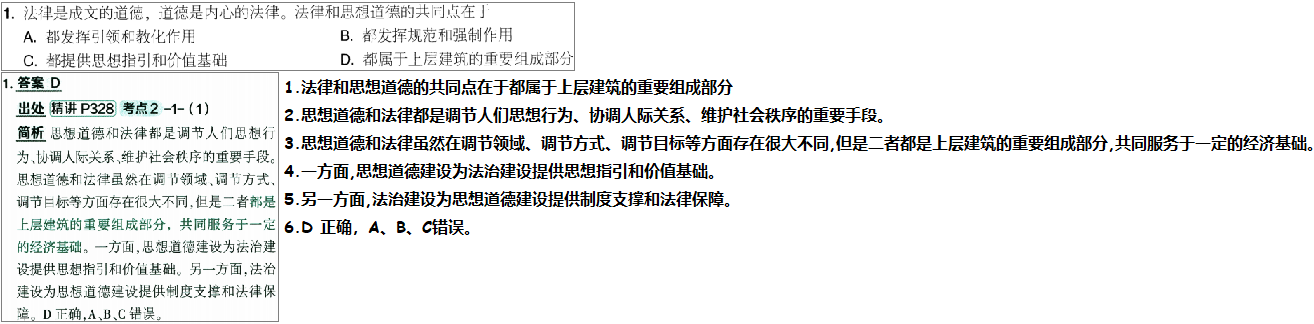 1. 法律是成文的道德，道德是内心的法律。法律和思想道德的共同点在于
A. 都发挥引领和教化作用
B. 都发挥规范和强制作用
C. 都提供思想指引和价值基础
D. 都属于上层建筑的重要组成部分
1. 答案 D
出处 精讲 P328 考点2 -1-（1）
简析 思想道德和法律都是调节人们思想行
为、协调人际关系、维护社会秩序的重要手段。
思想道德和法律虽然在调节领域、调节方式、
调节目标等方面存在很大不同，但是二者都是
上层建筑的重要组成部分，共同服务于一定
的经济基础。一方面，思想道德建设为法治建
设提供思想指引和价值基础。另一方面，法治
建设为思想道德建设提供制度支撑和法律保
障。D 正确，A、B、C 错误。
1.法律和思想道德的共同点在于都属于上层建筑的重要组成部分
2.思想道德和法律都是调节人们思想行为、协调人际关系、维护社会秩序的重要手段。
3.思想道德和法律虽然在调节领域、调节方式、调节目标等方面存在很大不同,但是二者都是上层建筑的重要组成部分,共同服务于一定的经济基础。
4.一方面,思想道德建设为法治建设提供思想指引和价值基础。
5.另一方面,法治建设为思想道德建设提供制度支撑和法律保障。
6.D 正确，A、B、C错误。